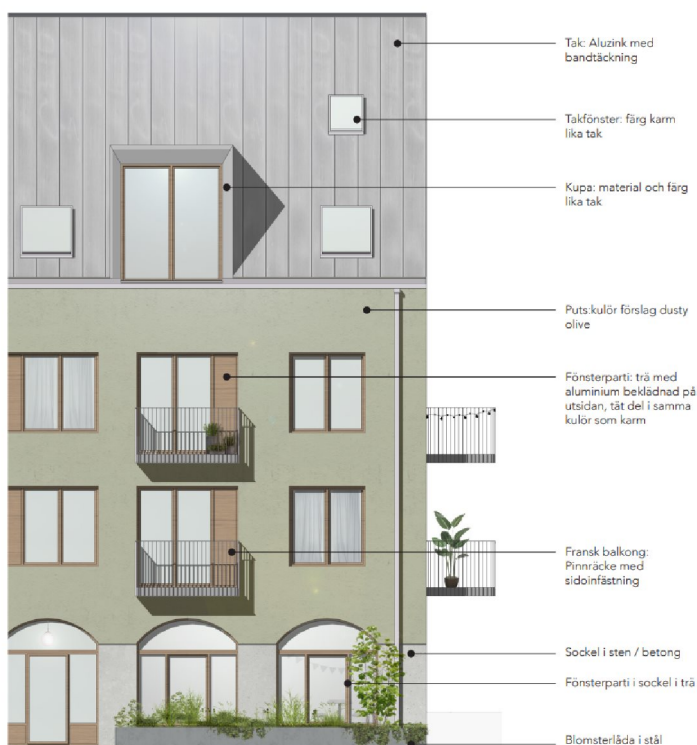 Tak: Aluzink med
bandtäckning
Takfönster: färg karm
lika tak
Kupa: material och färg
lika tak
Puts:kulör förslag dusty
olive
Fönsterparti: trä med
aluminium beklädnad på
utsidan, tät del i samma
kulör som karm
Fransk balkong:
Pinnräcke med
sidoinfästning
Sockel i sten / betong
Fönsterparti i sockel i trä
Blomsterlåda i stål